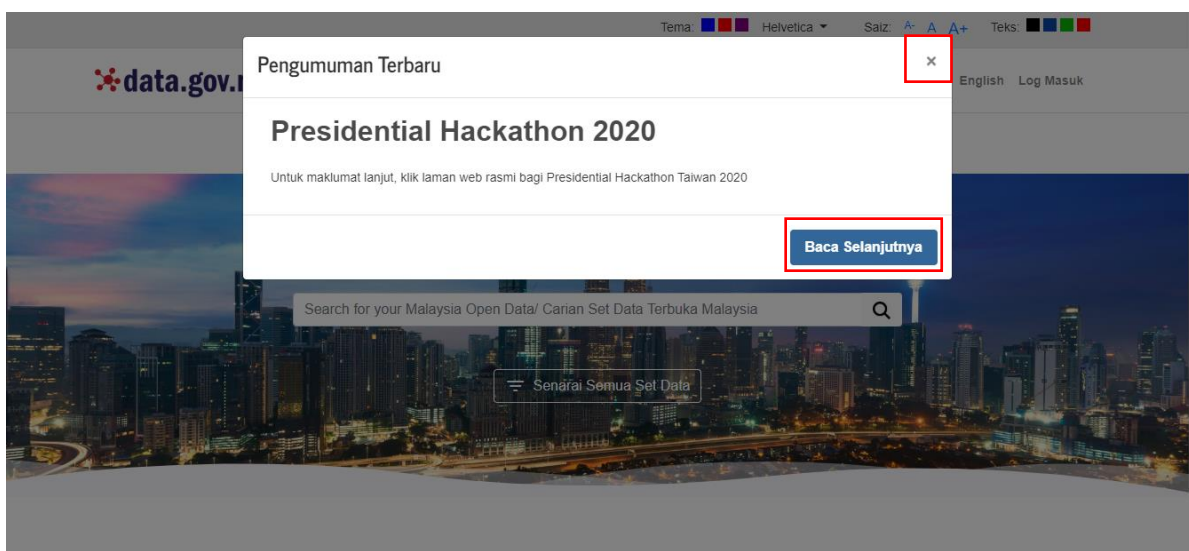 Tema: Helvetica Saiz: A- A A+ Teks:
Pengumuman Terbaru ×
data.gov. English Log Masuk
Presidential Hackathon 2020
Untuk maklumat lanjut, klik laman web rasmi bagi Presidential Hackathon Taiwan 2020
Baca Selanjutnya
Search for your Malaysia Open Data/ Carian Set Data Terbuka Malaysia
Senarai Semua Set Data